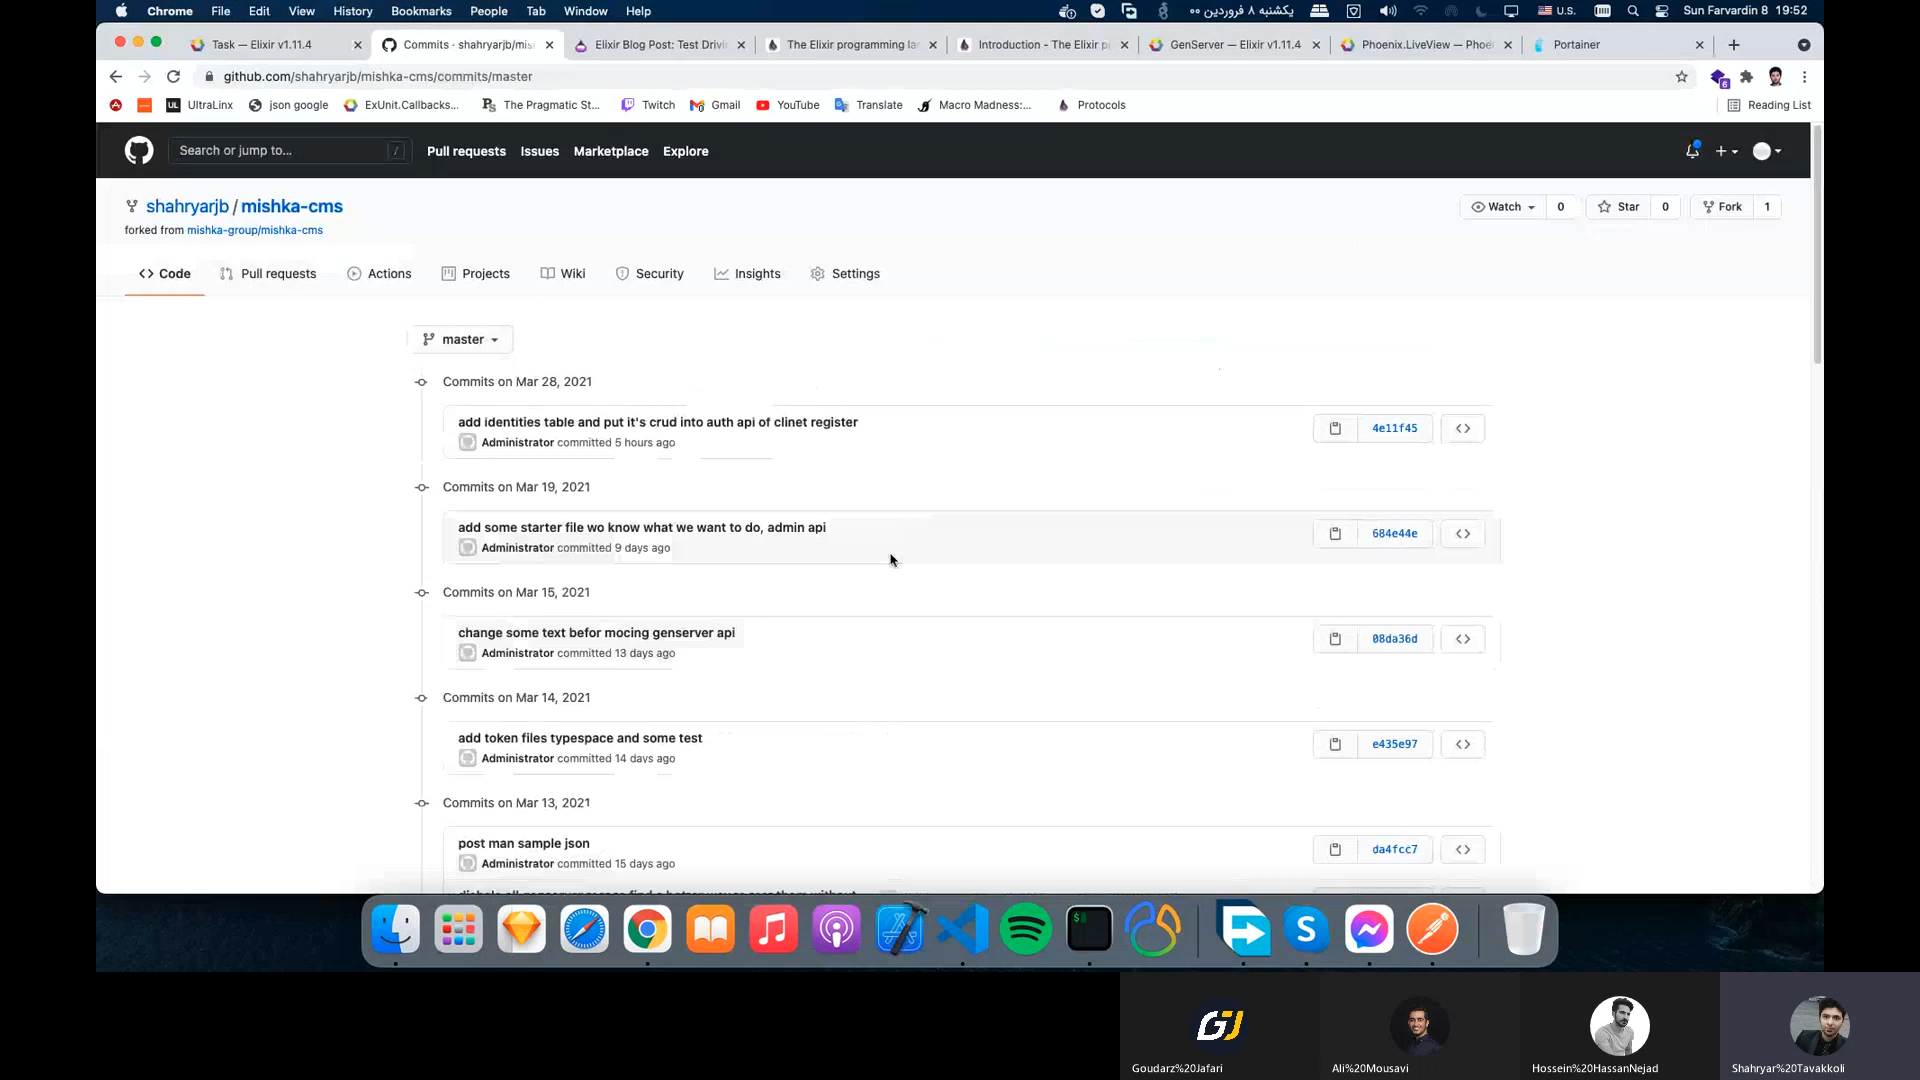 Chrome File Edit View History Bookmarks People Tab Window Help یکشنبه ۸ فروردین ۰۰ U.S. Sun Farvardin 8 19:52
Task — Elixir v1.11.4 Commits · shahryarjb/mis Elixir Blog Post: Test Drivi The Elixir programming la Introduction - The Elixir p GenServer — Elixir v1.11.4 Phoenix.LiveView — Phoe Portainer
github.com/shahryarjb/mishka-cms/commits/master 6
UL UltraLinx json google ExUnit.Callbacks... The Pragmatic St... Twitch Gmail YouTube Translate Macro Madness:... Protocols Reading List
Search or jump to... / Pull requests Issues Marketplace Explore
shahryarjb / mishka-cms Watch 0 Star 0 Fork 1
forked from mishka-group/mishka-cms
Code Pull requests Actions Projects Wiki Security Insights Settings
master
Commits on Mar 28, 2021
add identities table and put it's crud into auth api of clinet register
Administrator committed 5 hours ago 4e11f45
Commits on Mar 19, 2021
add some starter file wo know what we want to do, admin api
Administrator committed 9 days ago 684e44e
Commits on Mar 15, 2021
change some text befor mocing genserver api
Administrator committed 13 days ago 08da36d
Commits on Mar 14, 2021
add token files typespace and some test
Administrator committed 14 days ago e435e97
Commits on Mar 13, 2021
post man sample json
Administrator committed 15 days ago da4fcc7
Goudarz%20Jafari Ali%20Mousavi Hossein%20HassanNejad Shahryar%20Tavakkoli